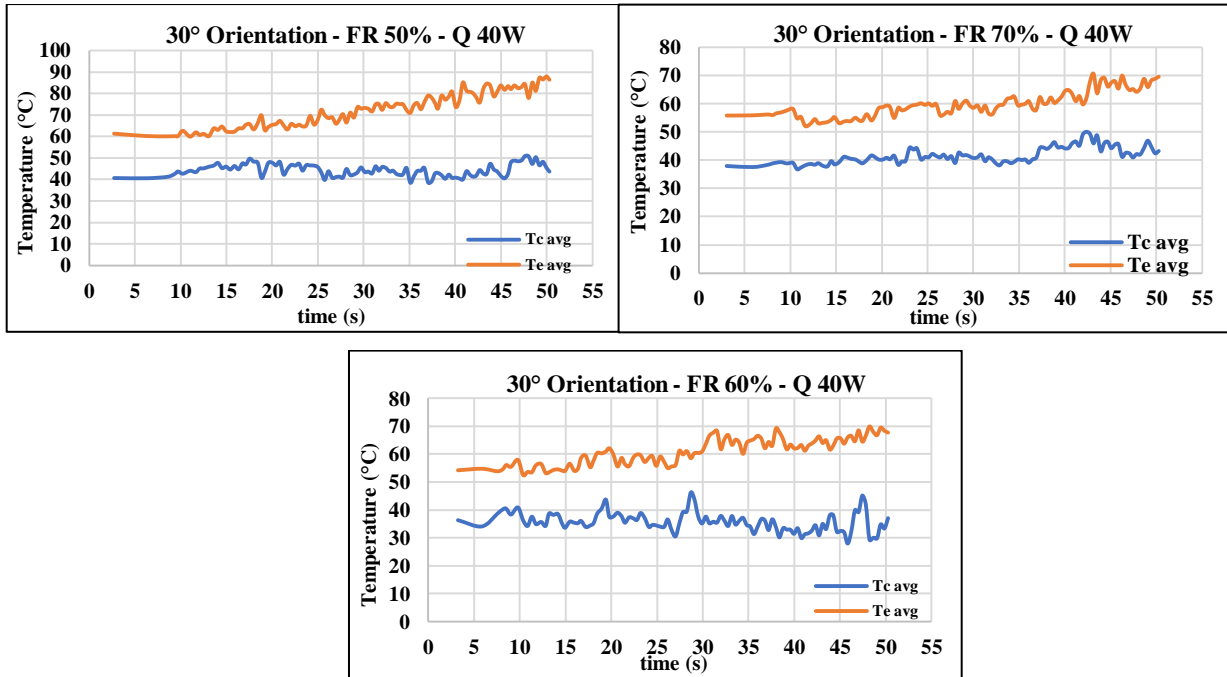 30° Orientation - FR 50% - Q 40W
Temperature (°C)
100
90
80
70
60
50
40
30
20
10
0
Tc avg
Te avg
0 5 10 15 20 25 30 35 40 45 50 55
time (s)
30° Orientation - FR 70% - Q 40W
Temperature (°C)
80
70
60
50
40
30
20
10
0
Tc avg
Te avg
0 5 10 15 20 25 30 35 40 45 50 55
time (s)
30° Orientation - FR 60% - Q 40W
Temperature (°C)
80
70
60
50
40
30
20
10
0
Tc avg
Te avg
0 5 10 15 20 25 30 35 40 45 50 55
time (s)